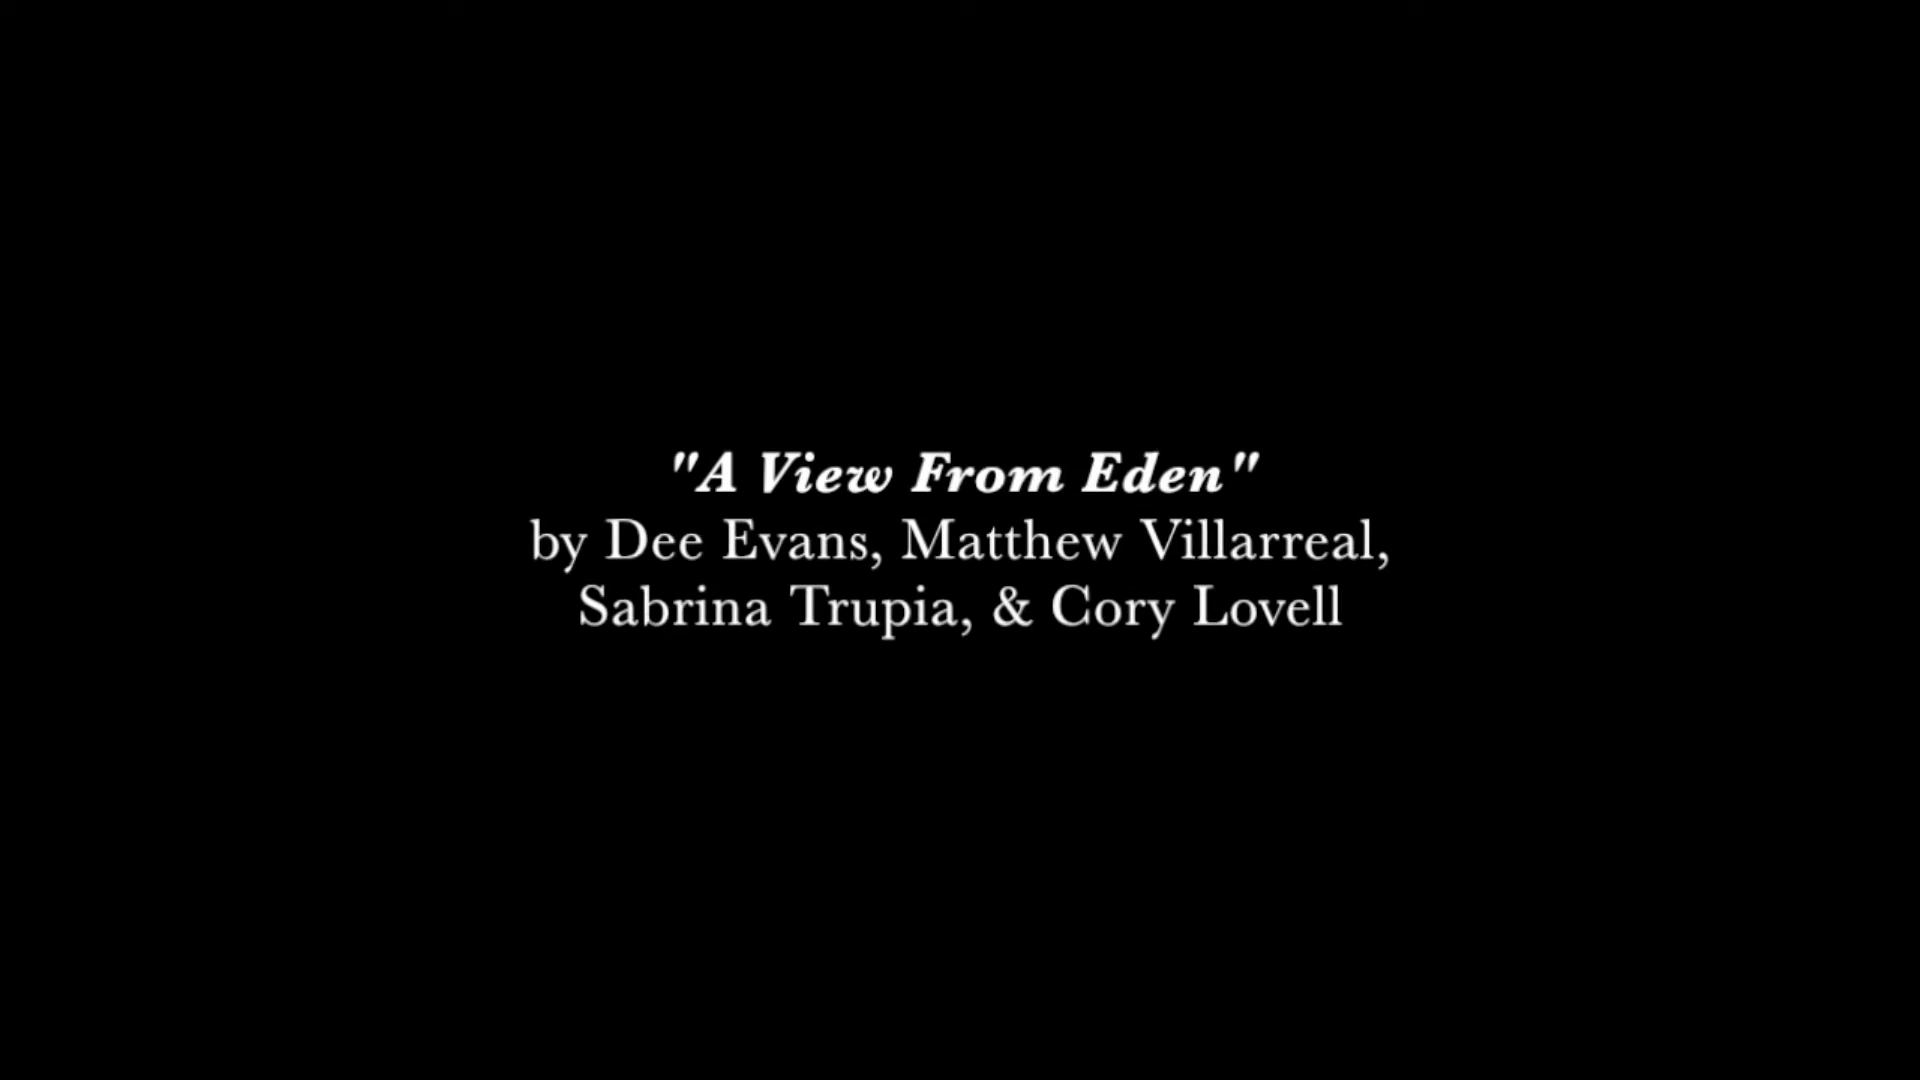 "A View From Eden"
by Dee Evans, Matthew Villarreal,
Sabrina Trupia, & Cory Lovell